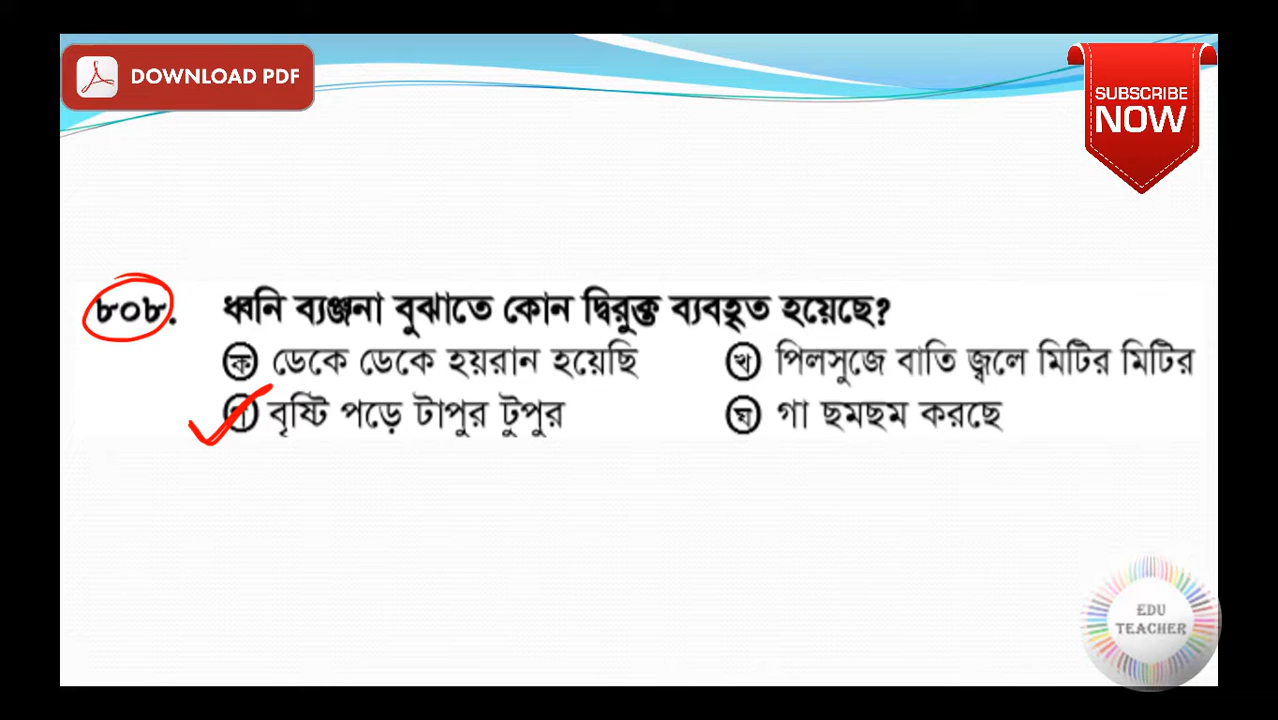 DOWNLOAD PDF
SUBSCRIBE
NOW
৮০৮. ধ্বনি ব্যঞ্জনা বুঝাতে কোন দ্বিরুক্ত ব্যবহৃত হয়েছে?
ক ডেকে ডেকে হয়রান হয়েছি খ পিলসুজে বাতি জ্বলে মিটির মিটির
গ বৃষ্টি পড়ে টাপুর টুপুর ঘ গা ছমছম করছে
EDU
TEACHER